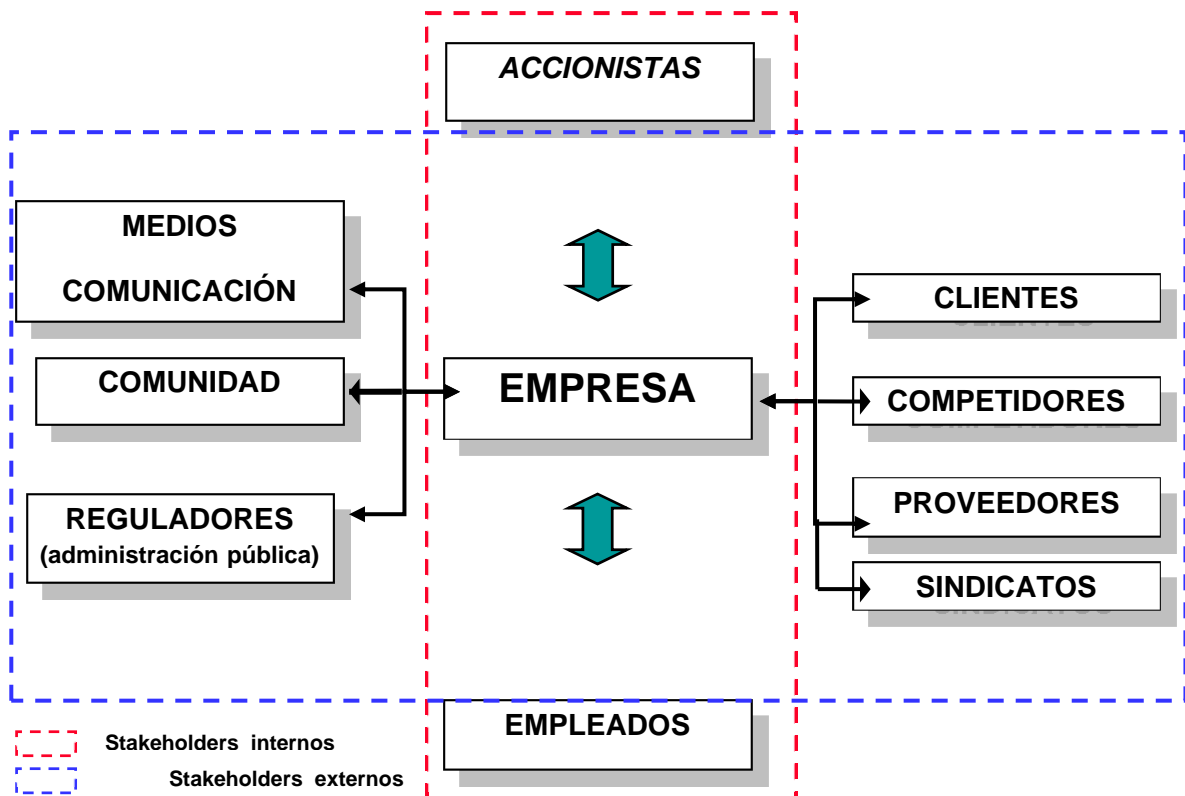 ACCIONISTAS
MEDIOS
COMUNICACIÓN
COMUNIDAD
REGULADORES
(administración pública)
EMPRESA
CLIENTES
COMPETIDORES
PROVEEDORES
SINDICATOS
EMPLEADOS
Stakeholders internos
Stakeholders externos